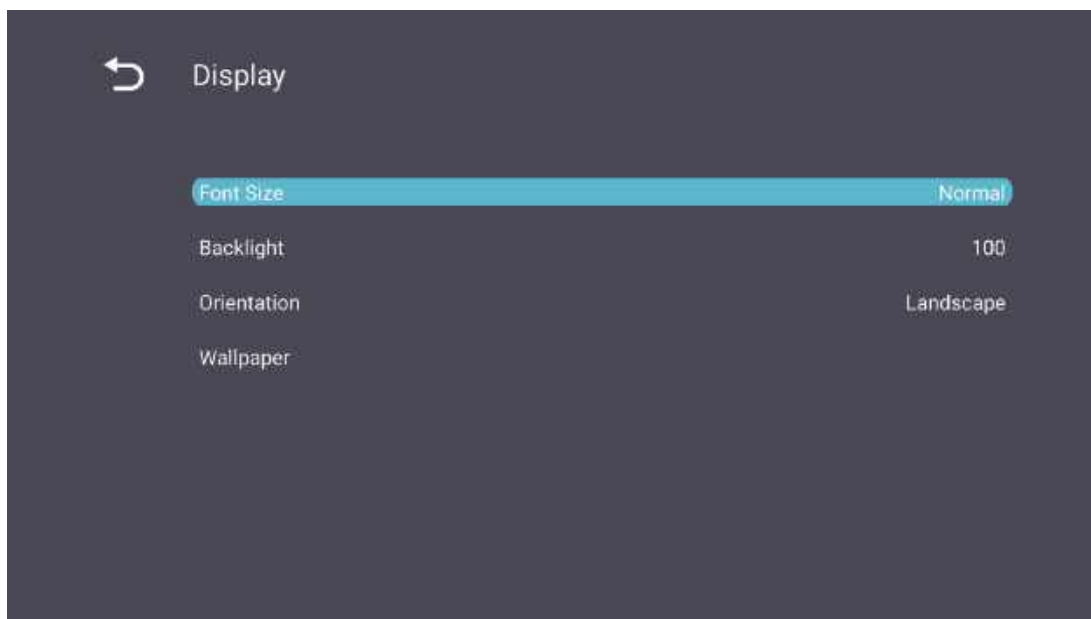 Display
Font Size Normal
Backlight 100
Orientation Landscape
Wallpaper